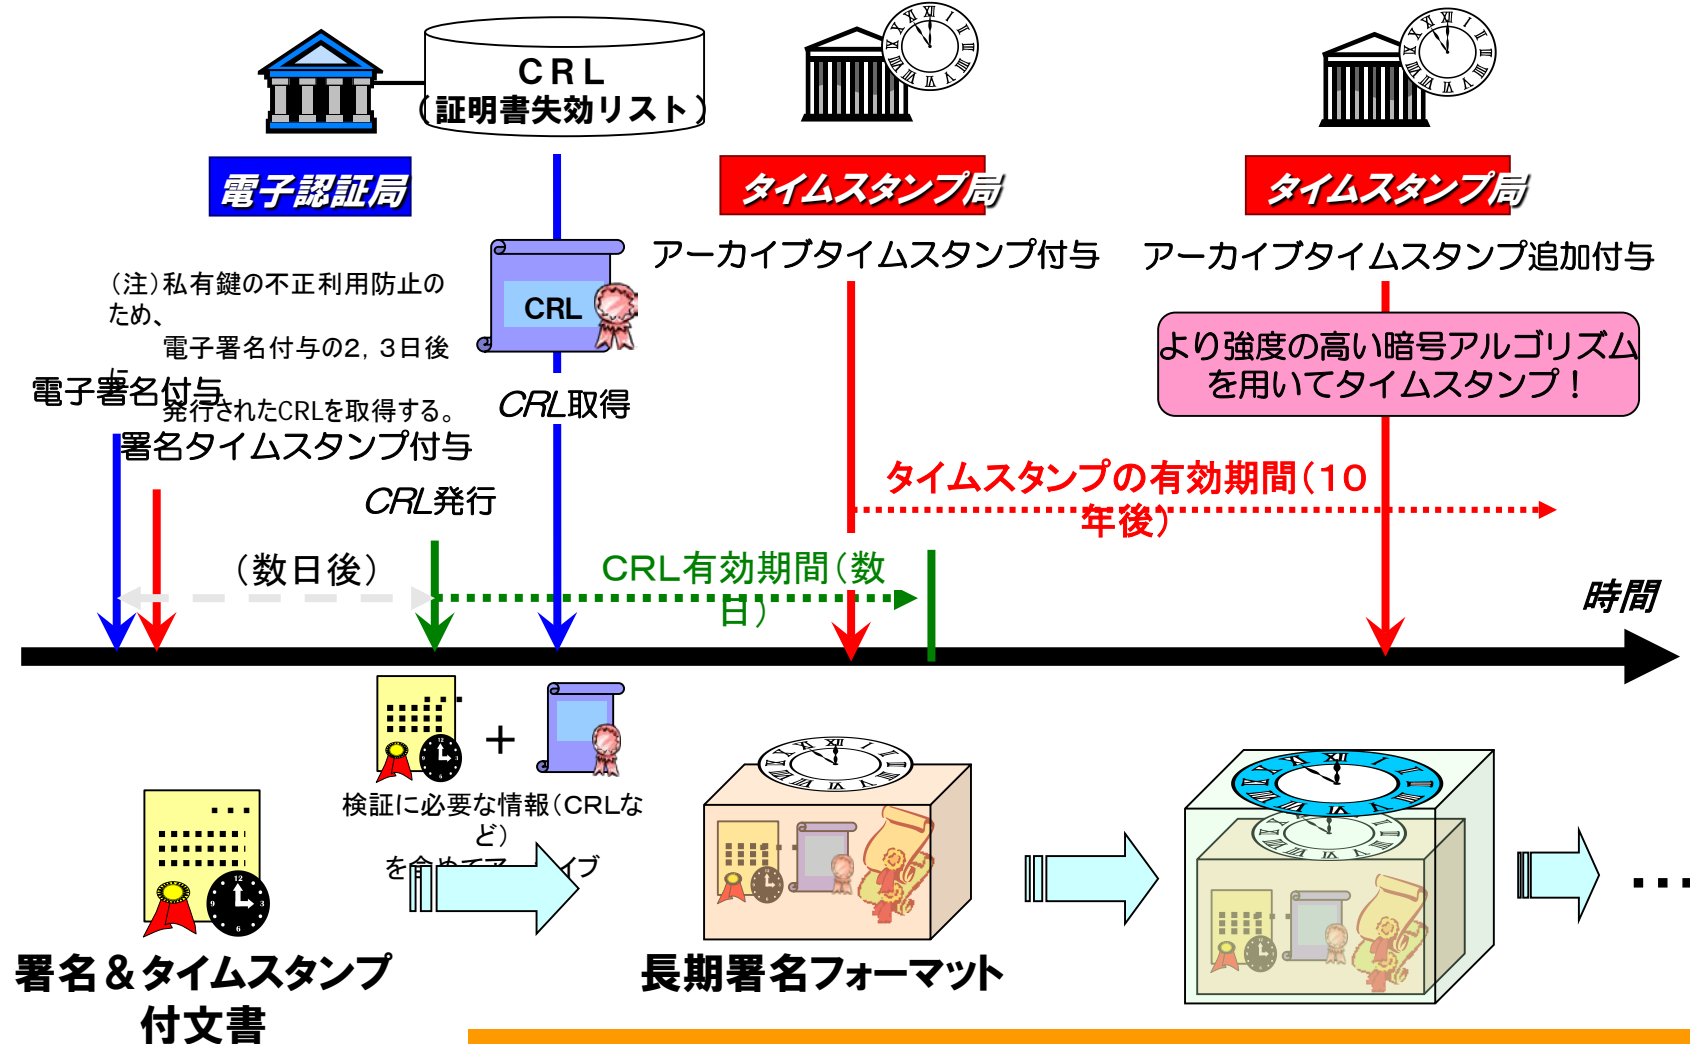 CRL
（証明書失効リスト）
電子認証局
タイムスタンプ局
タイムスタンプ局
アーカイブタイムスタンプ付与
アーカイブタイムスタンプ追加付与
（注）私有鍵の不正利用防止の
ため、
電子署名付与の2，3日後
に
発行されたCRLを取得する。
CRL
より強度の高い暗号アルゴリズム
を用いてタイムスタンプ！
電子署名付与
CRL取得
署名タイムスタンプ付与
CRL発行
タイムスタンプの有効期間（10
年後）
（数日後）
CRL有効期間（数
日）
時間
＋
検証に必要な情報（CRLな
ど）
を含めてアーカイブ
署名＆タイムスタンプ
付文書
長期署名フォーマット